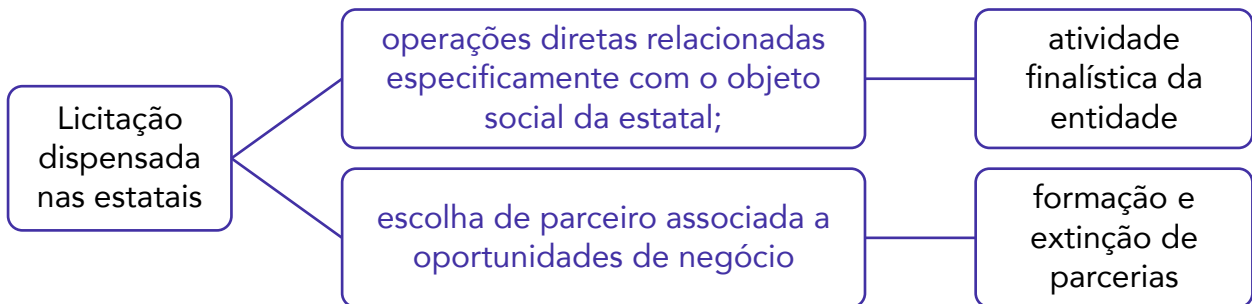 Licitação
dispensada
nas estatais
operações diretas relacionadas
especificamente com o objeto
social da estatal;
atividade
finalística da
entidade
escolha de parceiro associada a
oportunidades de negócio
formação e
extinção de
parcerias